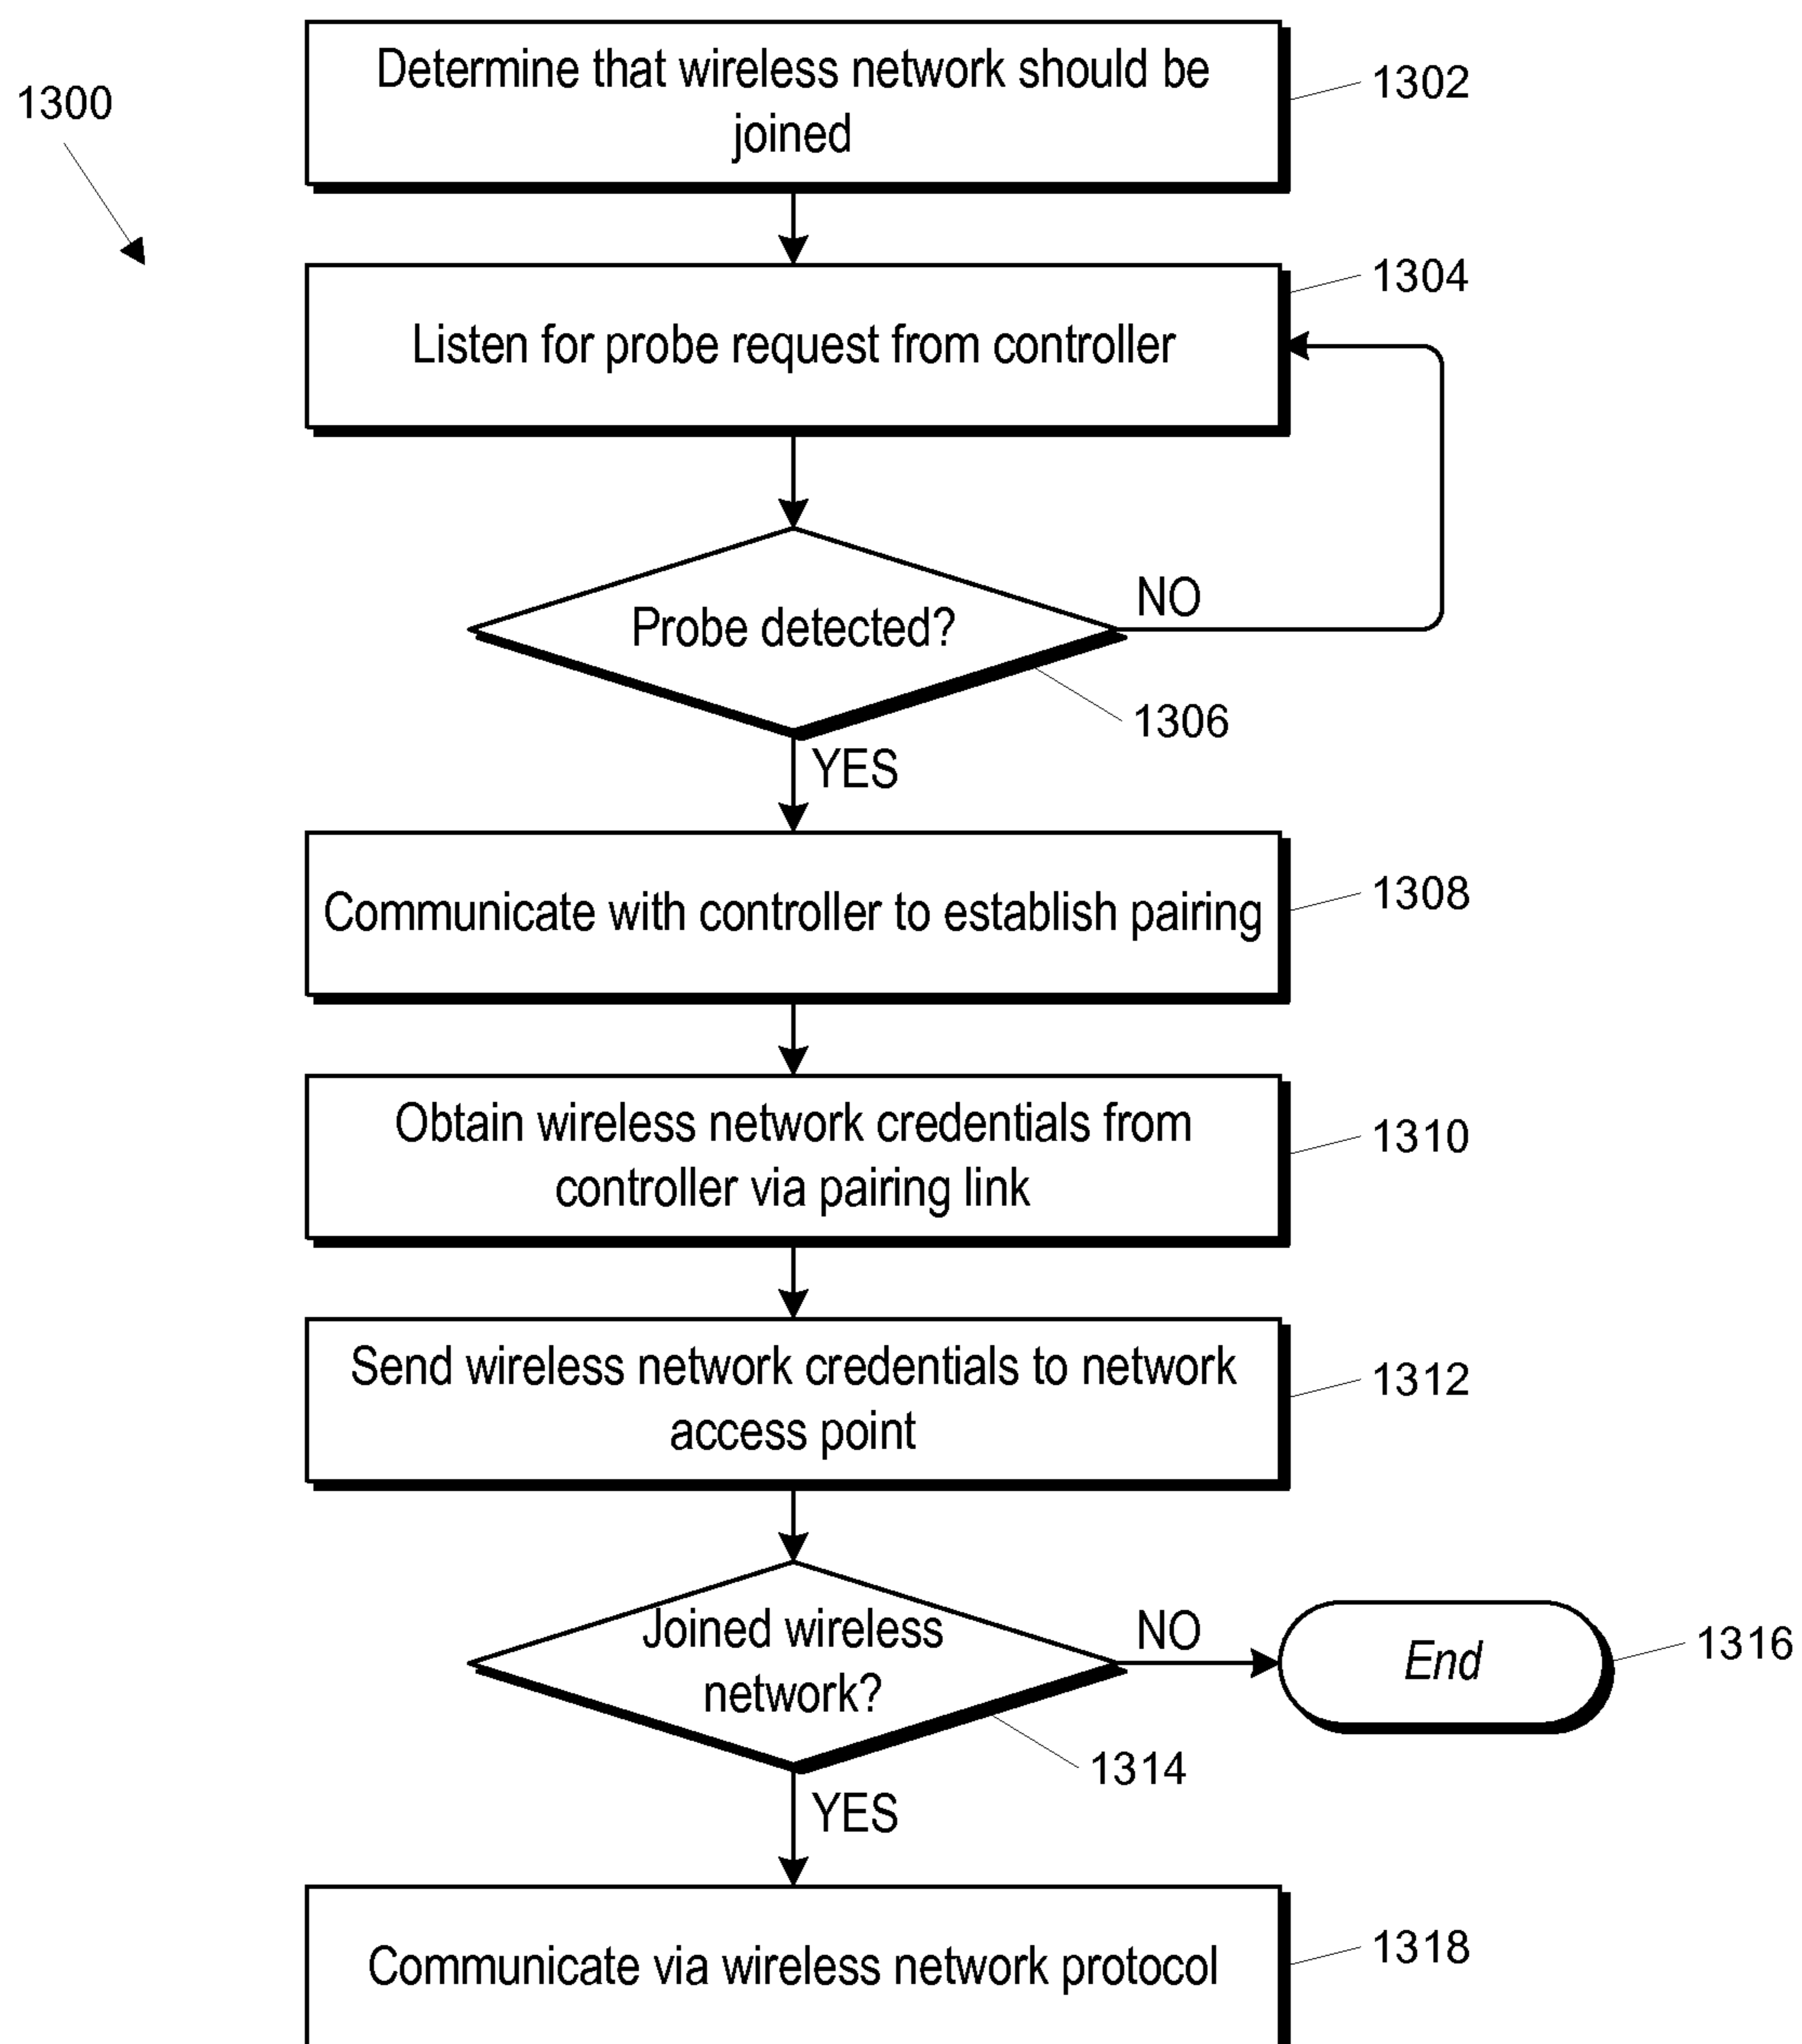 1300
Determine that wireless network should be
joined
1302
Listen for probe request from controller
1304
Probe detected?
NO
1306
YES
Communicate with controller to establish pairing
1308
Obtain wireless network credentials from
controller via pairing link
1310
Send wireless network credentials to network
access point
1312
Joined wireless
network?
NO
End
1316
1314
YES
Communicate via wireless network protocol
1318